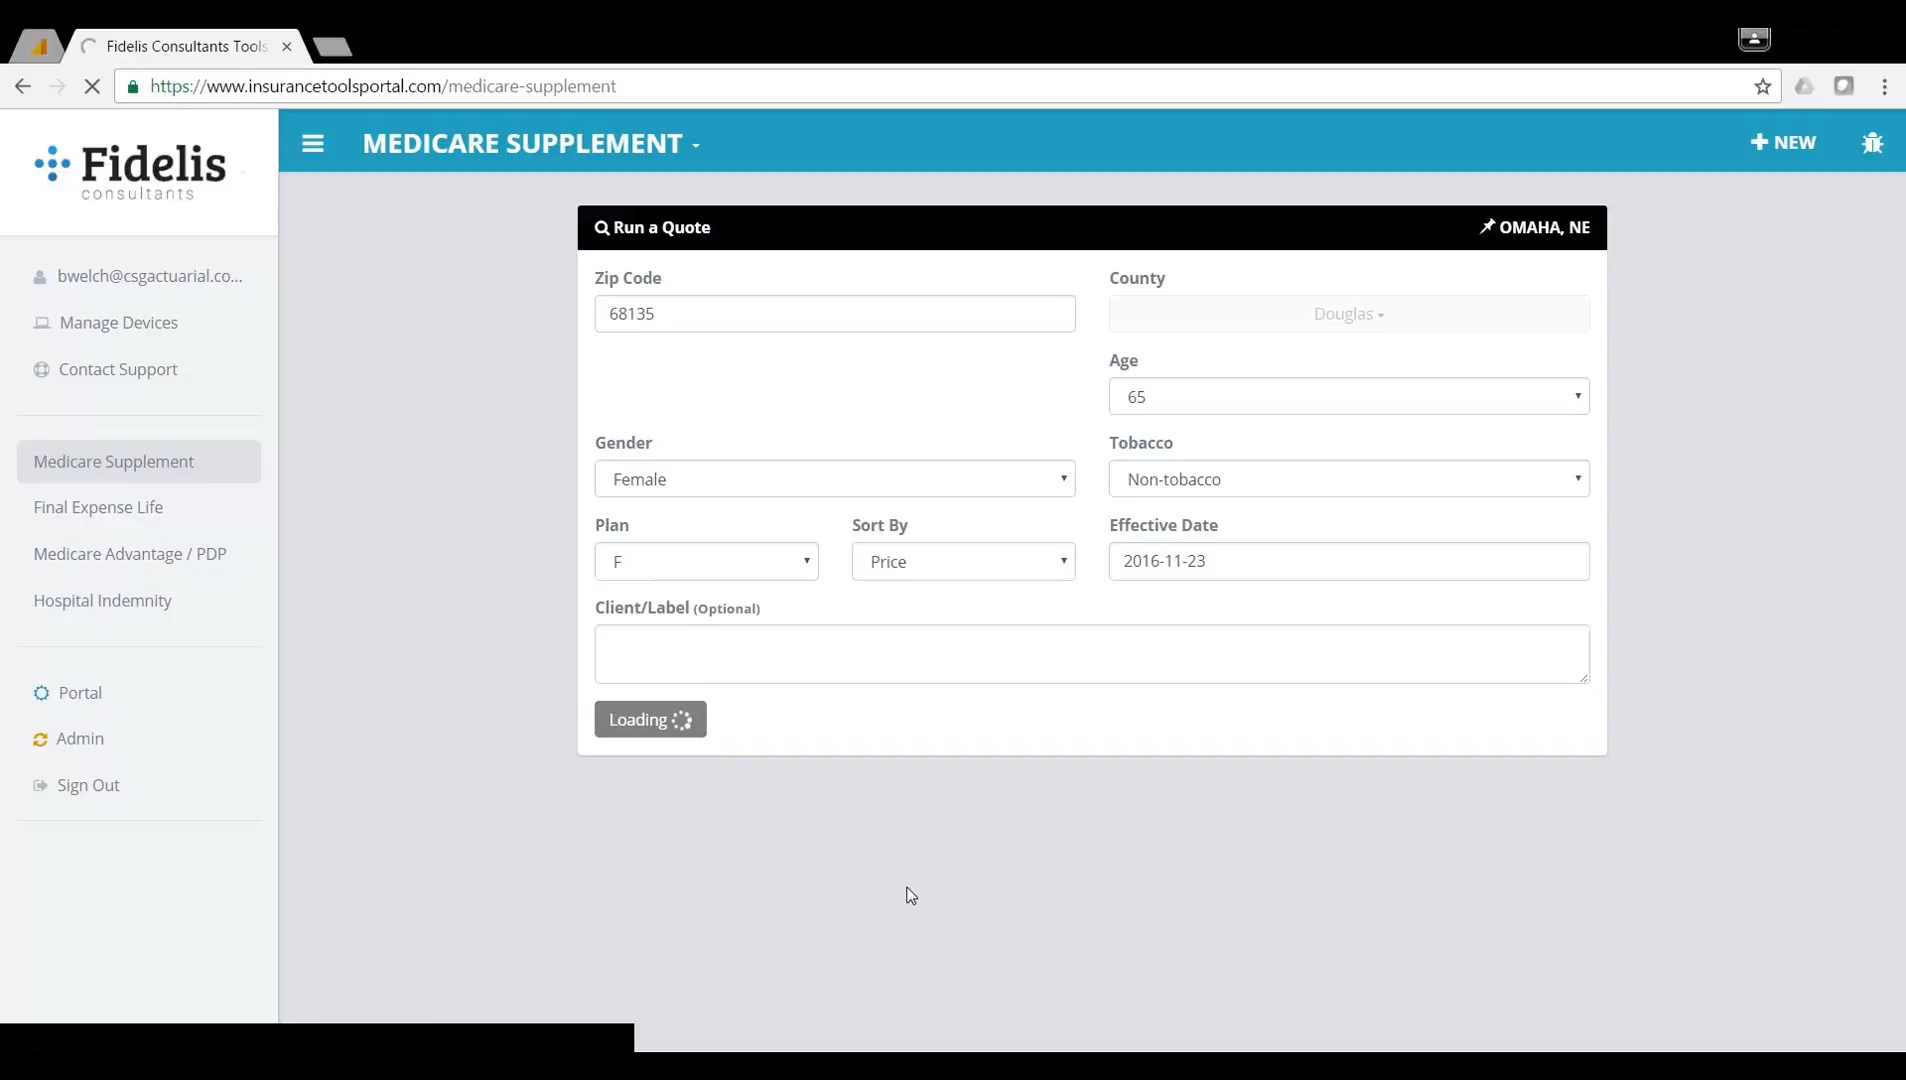 Fidelis Consultants Tools
https://www.insurancetoolsportal.com/medicare-supplement
Fidelis
consultants
MEDICARE SUPPLEMENT
NEW
bwelch@csgactuarial.co...
Manage Devices
Contact Support
Medicare Supplement
Final Expense Life
Medicare Advantage / PDP
Hospital Indemnity
Portal
Admin
Sign Out
Run a Quote
OMAHA, NE
Zip Code
County
68135
Douglas
Age
65
Gender
Tobacco
Female
Non-tobacco
Plan
Sort By
Effective Date
F
Price
2016-11-23
Client/Label (Optional)
Loading